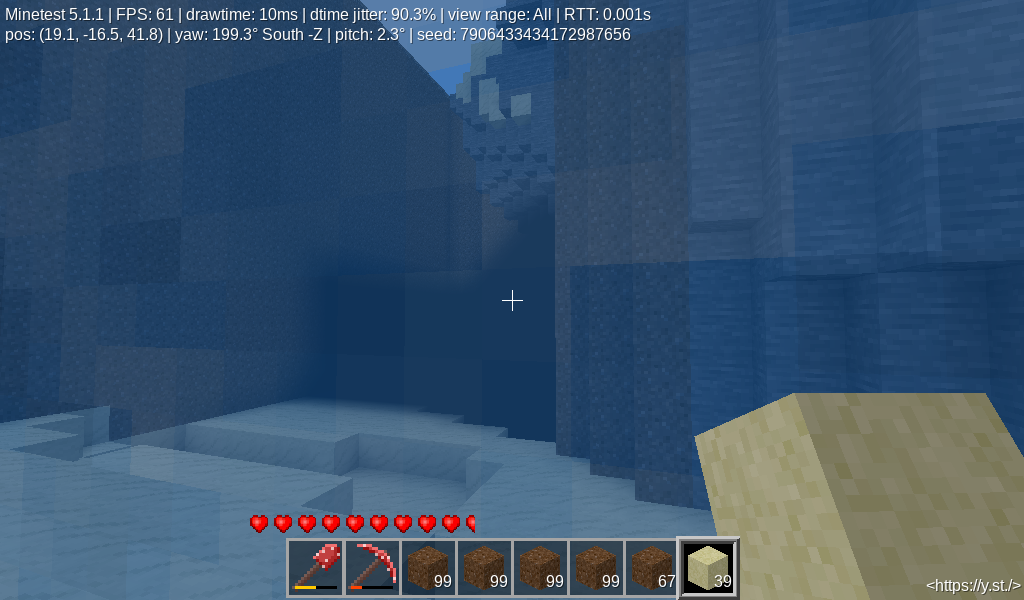 Minetest 5.1.1 | FPS: 61 | drawtime: 10ms | dtime jitter: 90.3% | view range: All | RTT: 0.001s
pos: (19.1, -16.5, 41.8) | yaw: 199.3° South -Z | pitch: 2.3° | seed: 7906433434172987656
99 99 99 99 67 39
<https://y.st./>